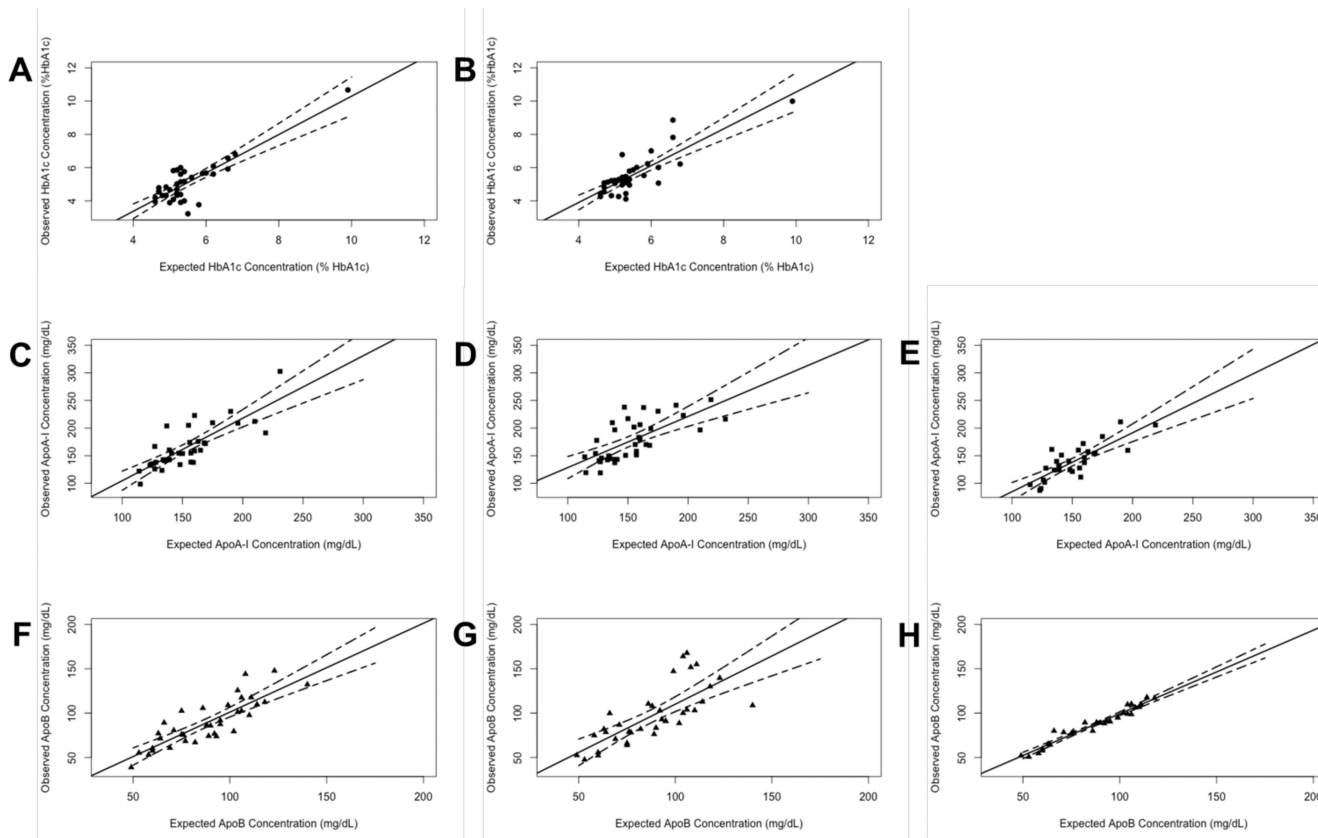 A
Observed HbA1c Concentration (%HbA1c)
12
10
8
6
4
4 6 8 10 12
Expected HbA1c Concentration (% HbA1c)
B
Observed HbA1c Concentration (%HbA1c)
12
10
8
6
4
4 6 8 10 12
Expected HbA1c Concentration (% HbA1c)
C
Observed ApoA-I Concentration (mg/dL)
350
300
250
200
150
100
100 150 200 250 300 350
Expected ApoA-I Concentration (mg/dL)
D
Observed ApoA-I Concentration (mg/dL)
350
300
250
200
150
100
100 150 200 250 300 350
Expected ApoA-I Concentration (mg/dL)
E
Observed ApoA-I Concentration (mg/dL)
350
300
250
200
150
100
100 150 200 250 300 350
Expected ApoA-I Concentration (mg/dL)
F
Observed ApoB Concentration (mg/dL)
200
150
100
50
50 100 150 200
Expected ApoB Concentration (mg/dL)
G
Observed ApoB Concentration (mg/dL)
200
150
100
50
50 100 150 200
Expected ApoB Concentration (mg/dL)
H
Observed ApoB Concentration (mg/dL)
200
150
100
50
50 100 150 200
Expected ApoB Concentration (mg/dL)